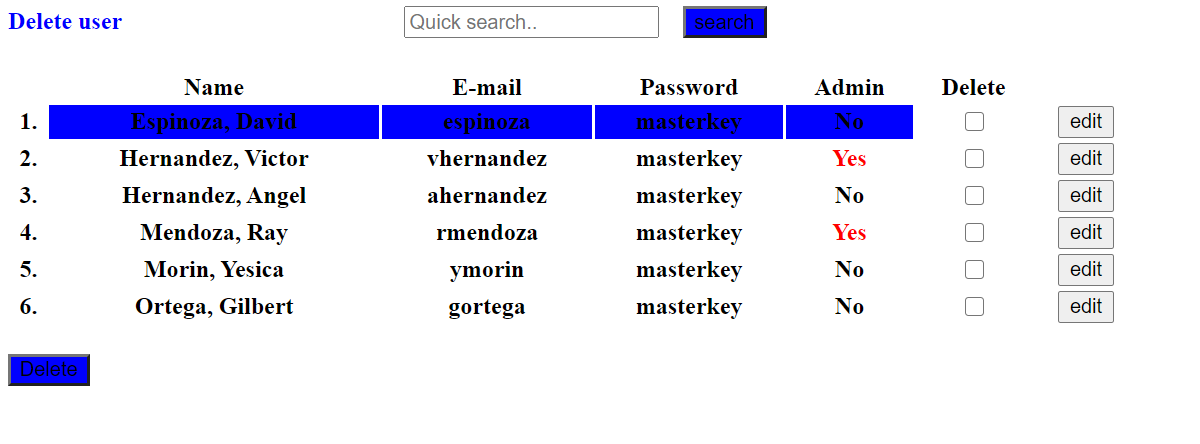 Delete user Quick search.. search
Name E-mail Password Admin Delete
1. Espinoza, David espinoza masterkey No edit
2. Hernandez, Victor vhernandez masterkey Yes edit
3. Hernandez, Angel ahernandez masterkey No edit
4. Mendoza, Ray rmendoza masterkey Yes edit
5. Morin, Yesica ymorin masterkey No edit
6. Ortega, Gilbert gortega masterkey No edit
Delete